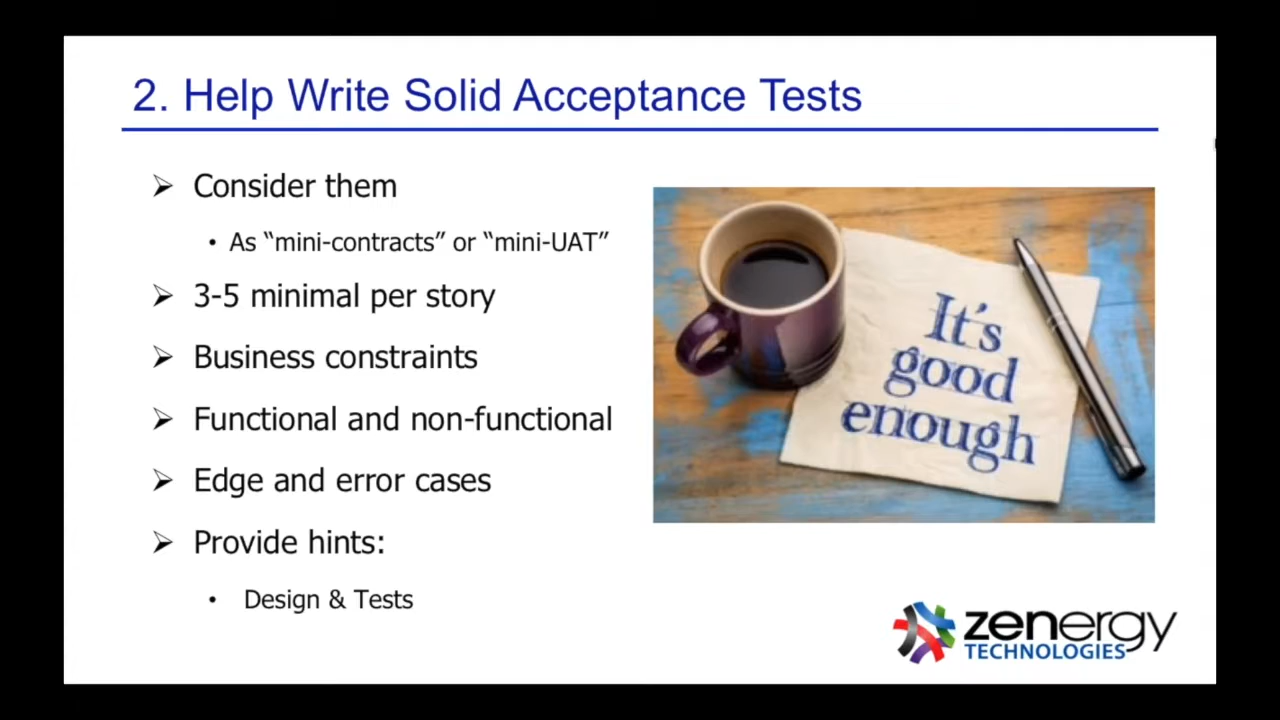 2. Help Write Solid Acceptance Tests
➢ Consider them
• As “mini-contracts” or “mini-UAT”
➢ 3-5 minimal per story
➢ Business constraints
➢ Functional and non-functional
➢ Edge and error cases
➢ Provide hints:
• Design & Tests
It's
good
enough
zenergy
TECHNOLOGIES